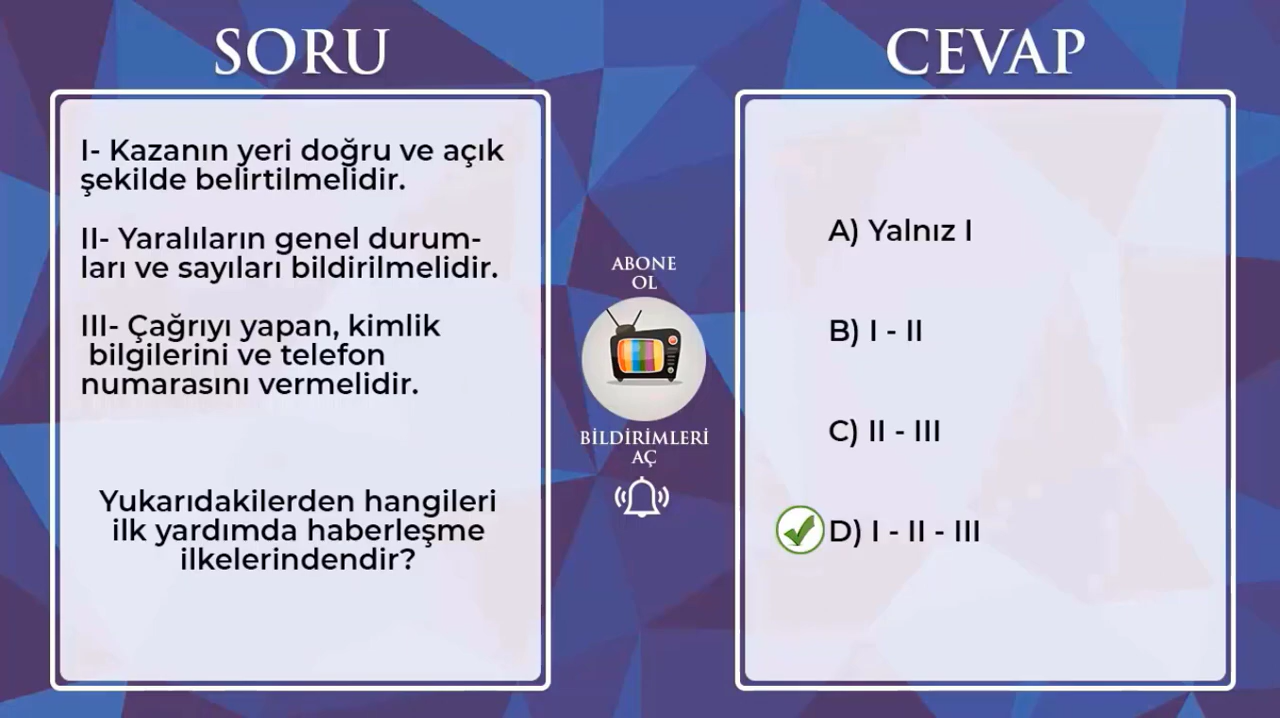 SORU
I- Kazanın yeri doğru ve açık
şekilde belirtilmelidir.
II- Yaralıların genel durum-
ları ve sayıları bildirilmelidir.
III- Çağrıyı yapan, kimlik
bilgilerini ve telefon
numarasını vermelidir.
Yukarıdakilerden hangileri
ilk yardımda haberleşme
ilkelerindendir?
ABONE
OL
BİLDİRİMLERİ
AÇ
CEVAP
A) Yalnız I
B) I - II
C) II - III
D) I - II - III